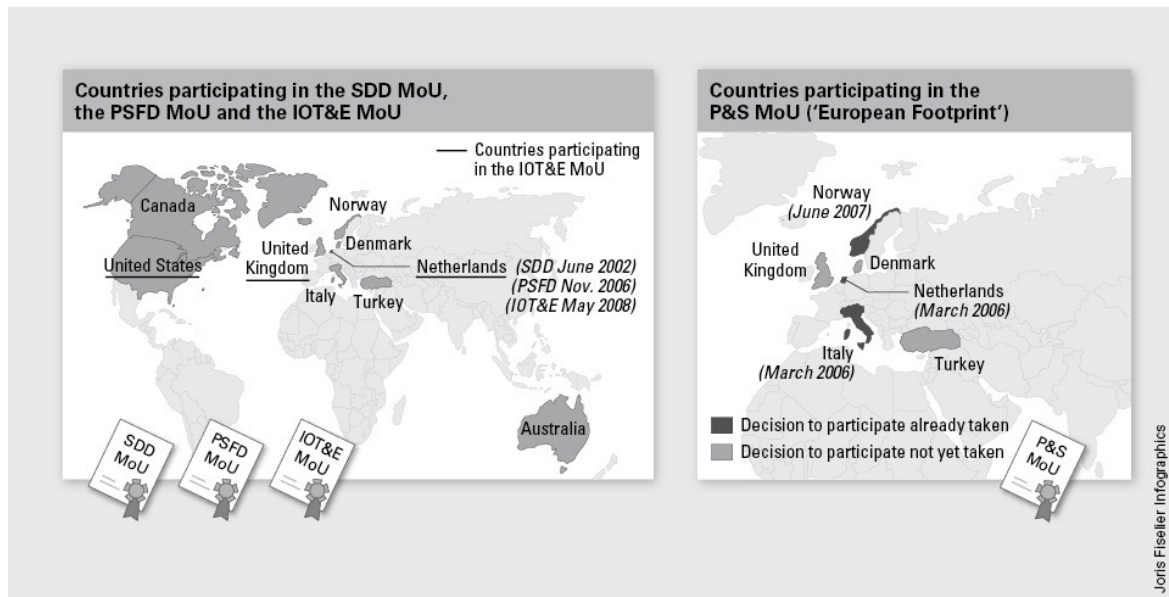 Countries participating in the SDD MoU,
the PSFD MoU and the IOT&E MoU
Countries participating
in the IOT&E MoU
Canada
United States
United
Kingdom
Norway
Denmark
Netherlands
(SDD June 2002)
(PSFD Nov. 2006)
(IOT&E May 2008)
Italy
Turkey
Australia
SDD
MoU
PSFD
MoU
IOT&E
MoU
Countries participating in the
P&S MoU ('European Footprint')
Norway
(June 2007)
United
Kingdom
Denmark
Netherlands
(March 2006)
Italy
(March 2006)
Turkey
Decision to participate already taken
Decision to participate not yet taken
P&S
MoU
Joris Fiselier Infographics